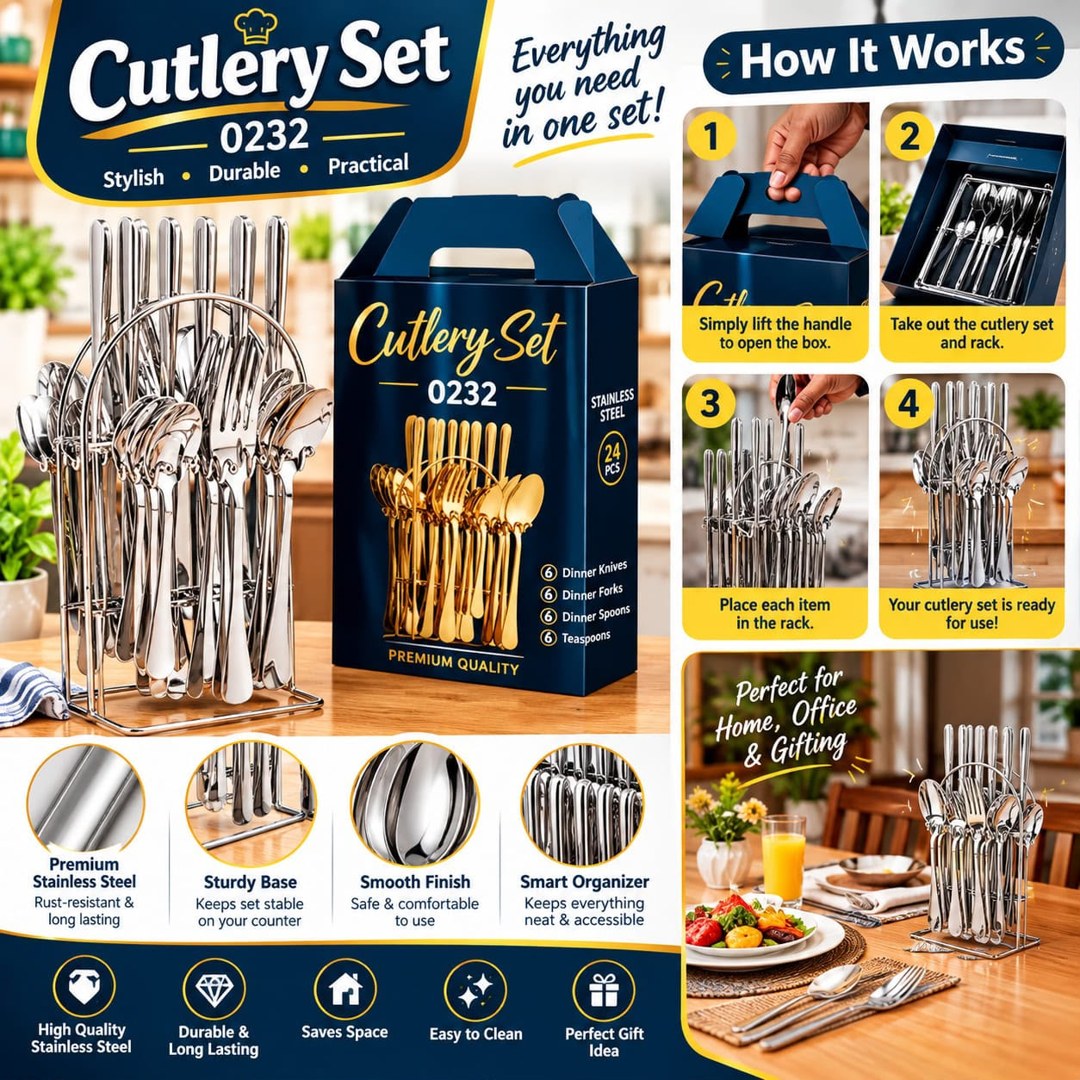 Cutlery Set
0232
Stylish • Durable • Practical
Everything
you need
in one set!
Cutlery Set
0232
STAINLESS
STEEL
24
PCS
6 Dinner Knives
6 Dinner Forks
6 Dinner Spoons
6 Teaspoons
PREMIUM QUALITY
Premium
Stainless Steel
Rust-resistant &
long lasting
Sturdy Base
Keeps set stable
on your counter
Smooth Finish
Safe & comfortable
to use
Smart Organizer
Keeps everything
neat & accessible
High Quality
Stainless Steel
Durable &
Long Lasting
Saves Space
Easy to Clean
Perfect Gift
Idea
How It Works
1
Simply lift the handle
to open the box.
2
Take out the cutlery set
and rack.
3
Place each item
in the rack.
4
Your cutlery set is ready
for use!
Perfect for
Home, Office
& Gifting